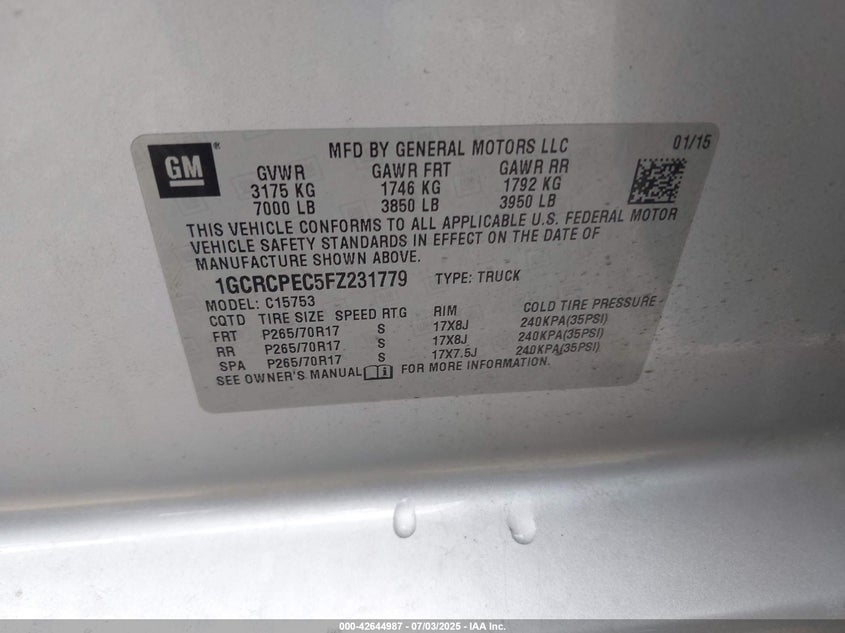 GM®
MFD BY GENERAL MOTORS LLC 01/15
GVWR GAWR FRT GAWR RR
3175 KG 1746 KG 1792 KG
7000 LB 3850 LB 3950 LB
THIS VEHICLE CONFORMS TO ALL APPLICABLE U.S. FEDERAL MOTOR
VEHICLE SAFETY STANDARDS IN EFFECT ON THE DATE OF
MANUFACTURE SHOWN ABOVE.
1GCRCPEC5FZ231779 TYPE: TRUCK
MODEL: C15753
CQTD TIRE SIZE SPEED RTG RIM COLD TIRE PRESSURE
FRT P265/70R17 S 17X8J 240KPA(35PSI)
RR P265/70R17 S 17X8J 240KPA(35PSI)
SPA P265/70R17 S 17X7.5J 240KPA(35PSI)
SEE OWNER'S MANUAL i FOR MORE INFORMATION.
000-42644987 - 07/03/2025 - IAA Inc.